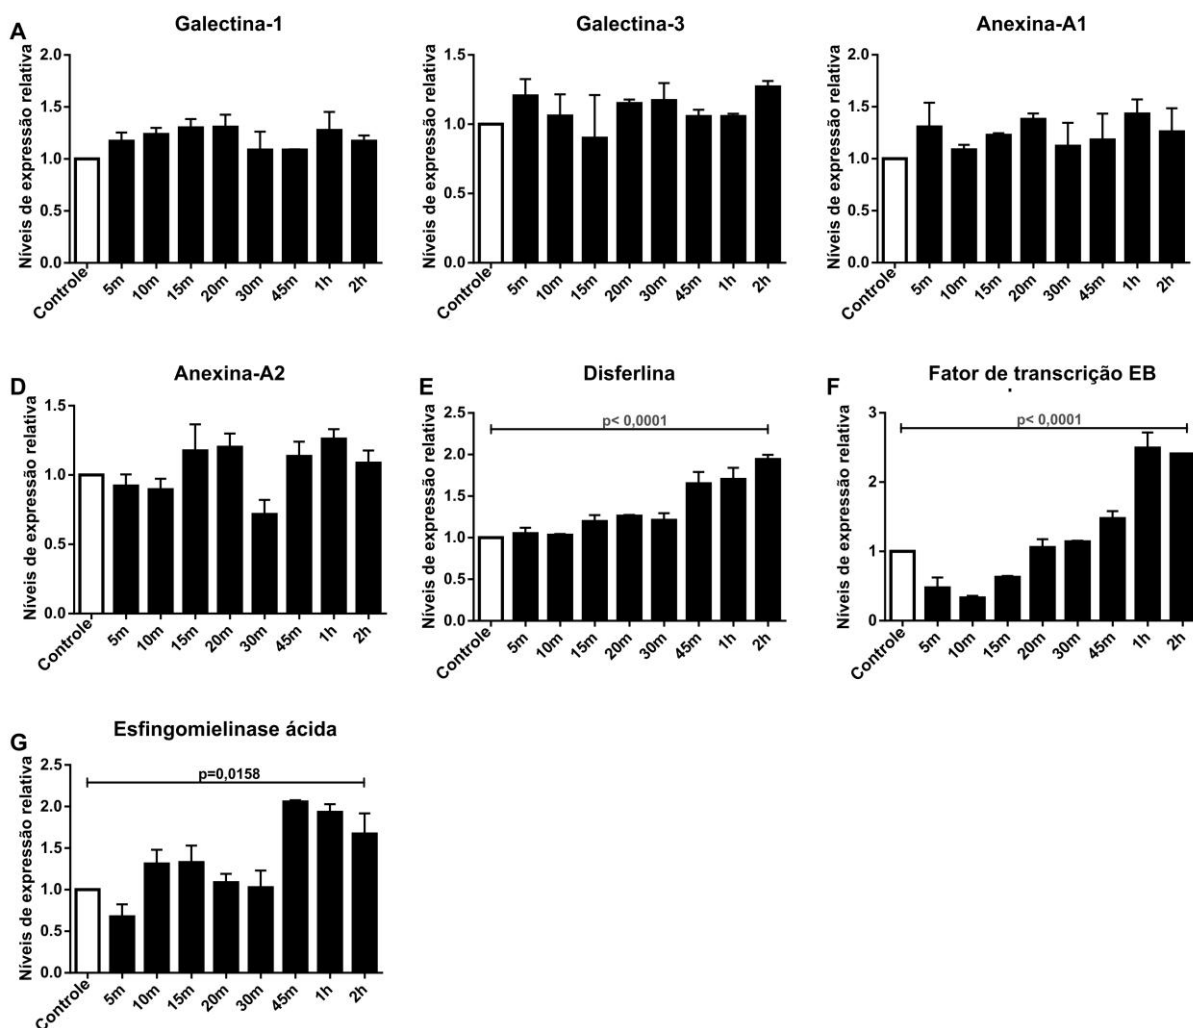 A
Galectina-1
Níveis de expressão relativa
2.0
1.5
1.0
0.5
0.0
Controle
5m
10m
15m
20m
30m
45m
1h
2h
Galectina-3
Níveis de expressão relativa
1.5
1.0
0.5
0.0
Controle
5m
10m
15m
20m
30m
45m
1h
2h
Anexina-A1
Níveis de expressão relativa
2.0
1.5
1.0
0.5
0.0
Controle
5m
10m
15m
20m
30m
45m
1h
2h
D
Anexina-A2
Níveis de expressão relativa
1.5
1.0
0.5
0.0
Controle
5m
10m
15m
20m
30m
45m
1h
2h
E
Disferlina
Níveis de expressão relativa
2.5
2.0
1.5
1.0
0.5
0.0
p< 0,0001
Controle
5m
10m
15m
20m
30m
45m
1h
2h
F
Fator de transcrição EB
Níveis de expressão relativa
3
2
1
0
p< 0,0001
Controle
5m
10m
15m
20m
30m
45m
1h
2h
G
Esfingomielinase ácida
Níveis de expressão relativa
2.5
2.0
1.5
1.0
0.5
0.0
p=0,0158
Controle
5m
10m
15m
20m
30m
45m
1h
2h